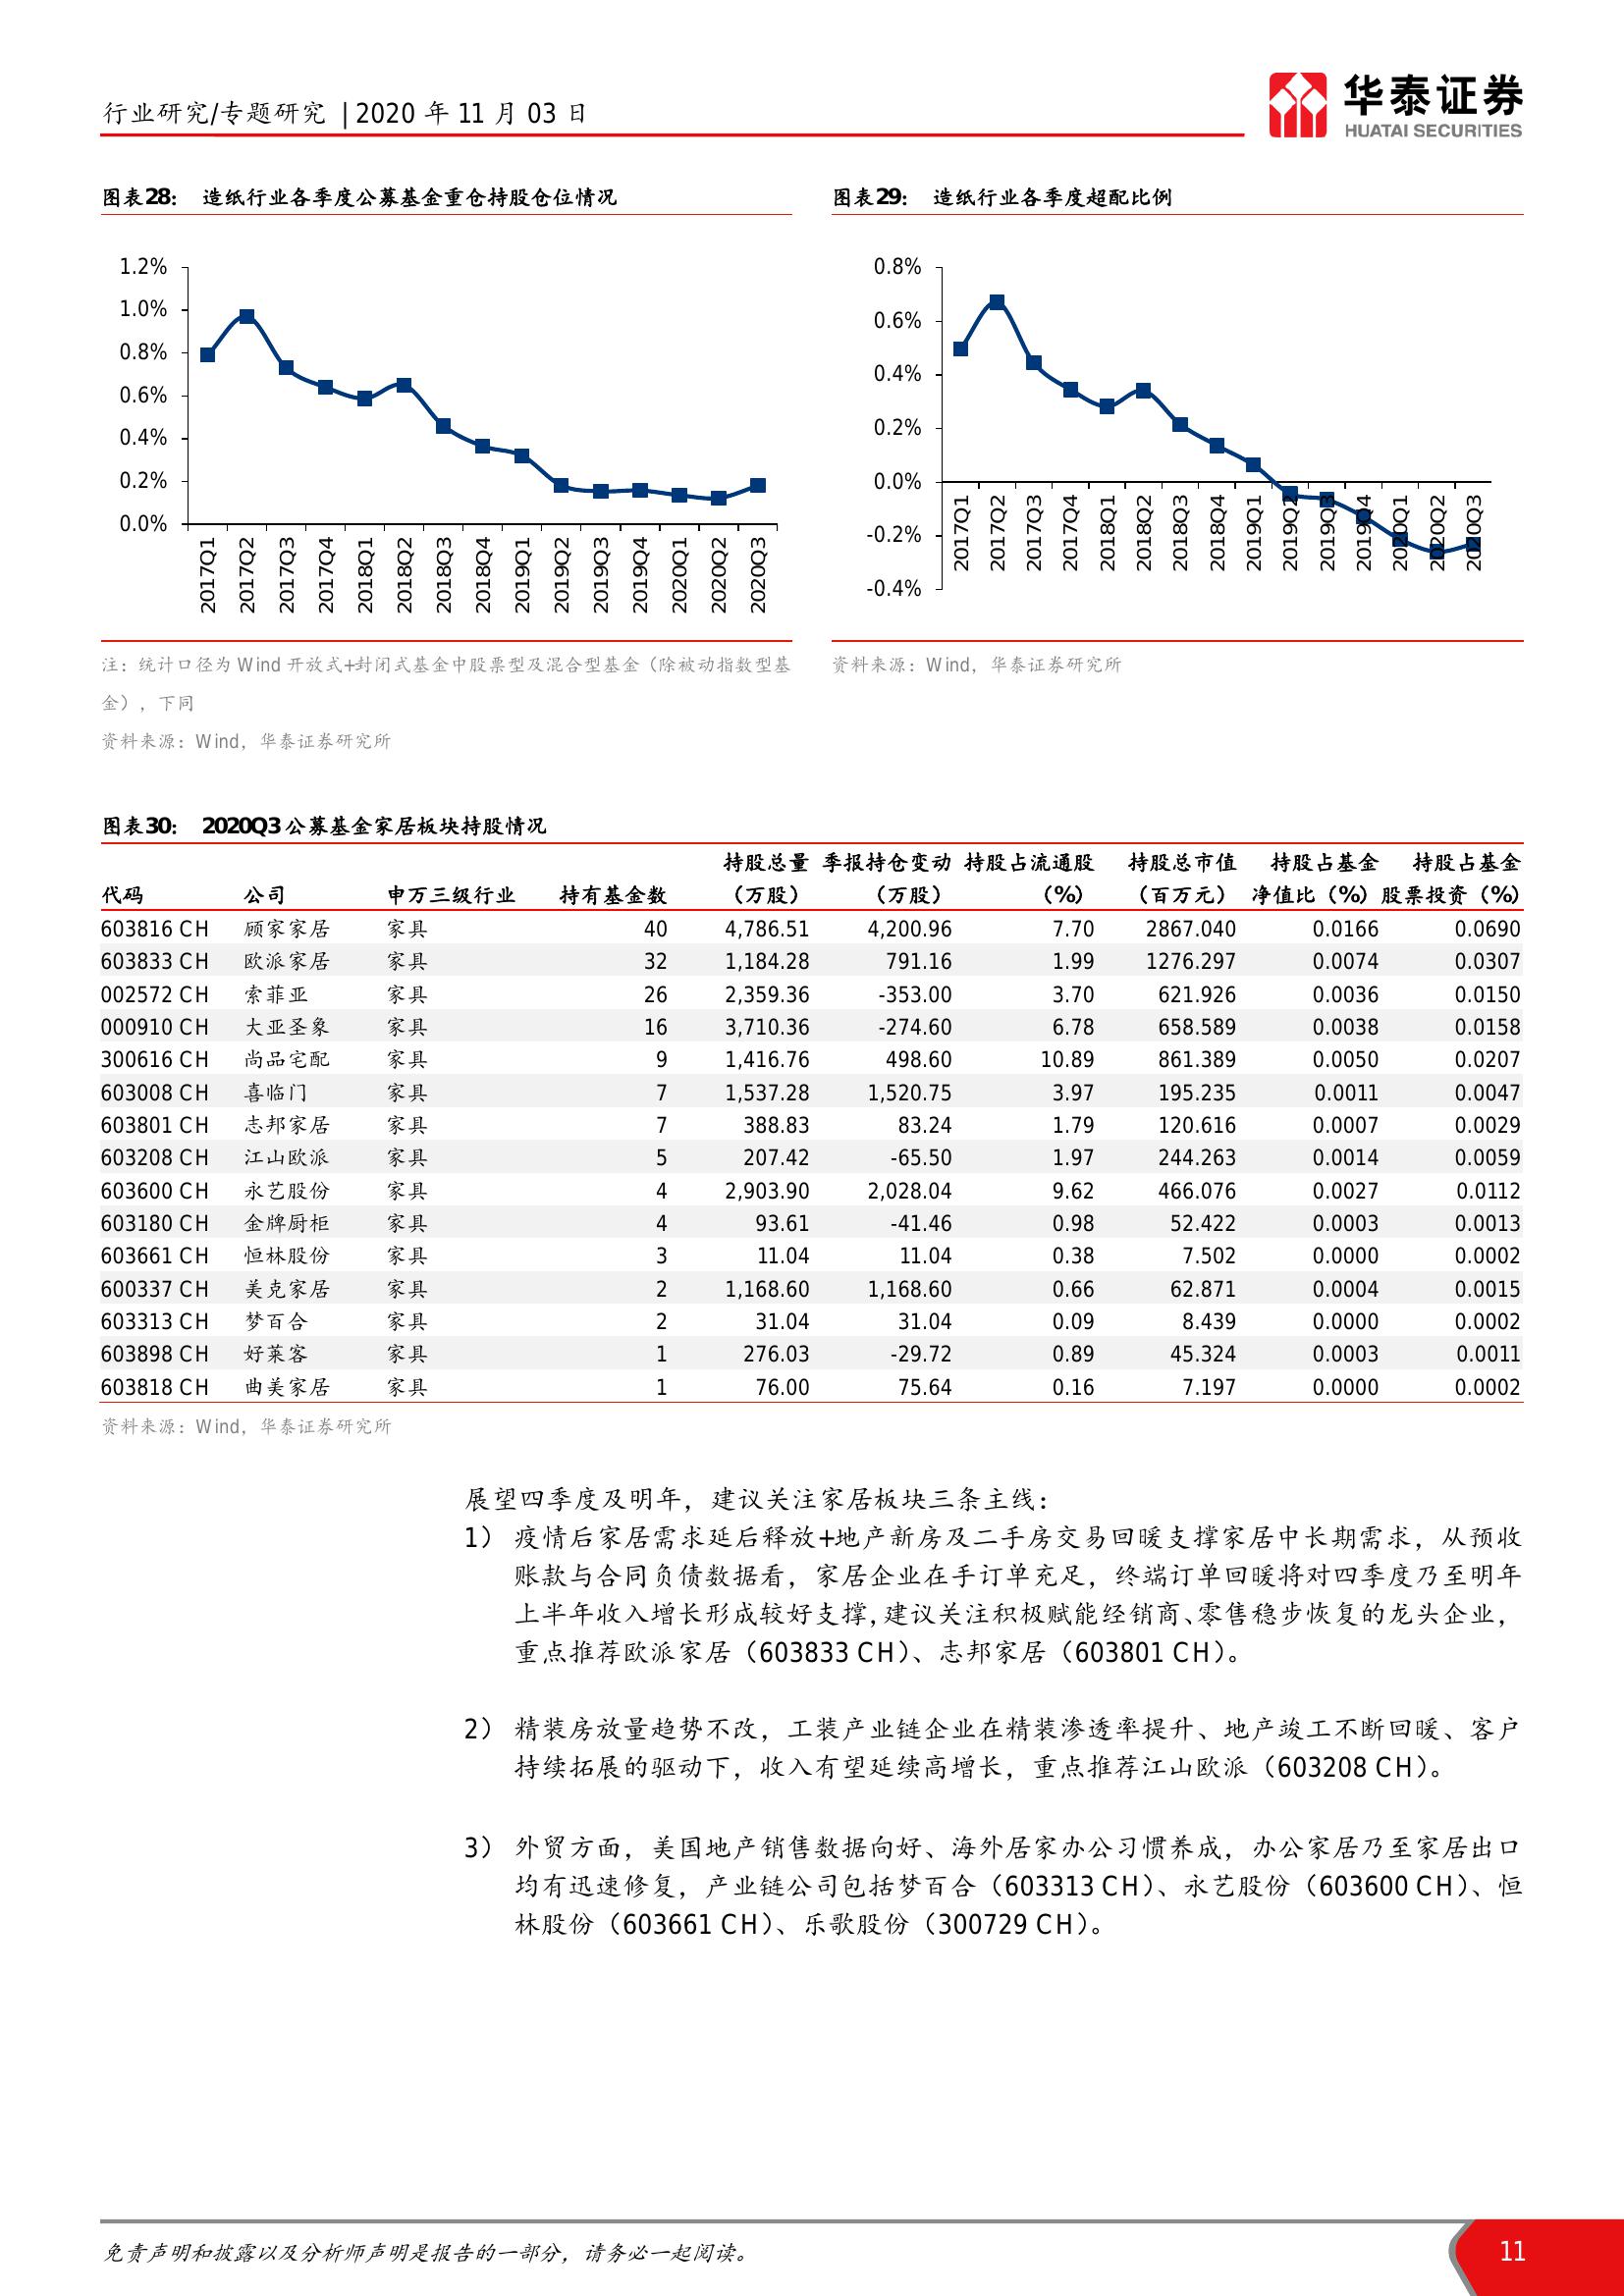 行业研究/专题研究 | 2020 年 11 月 03 日
华泰证券
HUATAI SECURITIES
图表28： 造纸行业各季度公募基金重仓持股仓位情况
1.2%
1.0%
0.8%
0.6%
0.4%
0.2%
0.0%
2017Q1 2017Q2 2017Q3 2017Q4 2018Q1 2018Q2 2018Q3 2018Q4 2019Q1 2019Q2 2019Q3 2019Q4 2020Q1 2020Q2 2020Q3
注：统计口径为 Wind 开放式+封闭式基金中股票型及混合型基金（除被动指数型基
金），下同
资料来源：Wind，华泰证券研究所
图表29： 造纸行业各季度超配比例
0.8%
0.6%
0.4%
0.2%
0.0%
-0.2%
-0.4%
2017Q1 2017Q2 2017Q3 2017Q4 2018Q1 2018Q2 2018Q3 2018Q4 2019Q1 2019Q2 2019Q3 2019Q4 2020Q1 2020Q2 2020Q3
资料来源：Wind，华泰证券研究所
图表30： 2020Q3 公募基金家居板块持股情况
持股总量 季报持仓变动 持股占流通股 持股总市值 持股占基金 持股占基金
代码 公司 申万三级行业 持有基金数 （万股） （万股） （%） （百万元） 净值比（%） 股票投资（%）
603816 CH 顾家家居 家具 40 4,786.51 4,200.96 7.70 2867.040 0.0166 0.0690
603833 CH 欧派家居 家具 32 1,184.28 791.16 1.99 1276.297 0.0074 0.0307
002572 CH 索菲亚 家具 26 2,359.36 -353.00 3.70 621.926 0.0036 0.0150
000910 CH 大亚圣象 家具 16 3,710.36 -274.60 6.78 658.589 0.0038 0.0158
300616 CH 尚品宅配 家具 9 1,416.76 498.60 10.89 861.389 0.0050 0.0207
603008 CH 喜临门 家具 7 1,537.28 1,520.75 3.97 195.235 0.0011 0.0047
603801 CH 志邦家居 家具 7 388.83 83.24 1.79 120.616 0.0007 0.0029
603208 CH 江山欧派 家具 5 207.42 -65.50 1.97 244.263 0.0014 0.0059
603600 CH 永艺股份 家具 4 2,903.90 2,028.04 9.62 466.076 0.0027 0.0112
603180 CH 金牌厨柜 家具 4 93.61 -41.46 0.98 52.422 0.0003 0.0013
603661 CH 恒林股份 家具 3 11.04 11.04 0.38 7.502 0.0000 0.0002
600337 CH 美克家居 家具 2 1,168.60 1,168.60 0.66 62.871 0.0004 0.0015
603313 CH 梦百合 家具 2 31.04 31.04 0.09 8.439 0.0000 0.0002
603898 CH 好莱客 家具 1 276.03 -29.72 0.89 45.324 0.0003 0.0011
603818 CH 曲美家居 家具 1 76.00 75.64 0.16 7.197 0.0000 0.0002
资料来源：Wind，华泰证券研究所
展望四季度及明年，建议关注家居板块三条主线：
1） 疫情后家居需求延后释放+地产新房及二手房交易回暖支撑家居中长期需求，从预收
账款与合同负债数据看，家居企业在手订单充足，终端订单回暖将对四季度乃至明年
上半年收入增长形成较好支撑，建议关注积极赋能经销商、零售稳步恢复的龙头企业，
重点推荐欧派家居（603833 CH）、志邦家居（603801 CH）。
2） 精装房放量趋势不改，工装产业链企业在精装渗透率提升、地产竣工不断回暖、客户
持续拓展的驱动下，收入有望延续高增长，重点推荐江山欧派（603208 CH）。
3） 外贸方面，美国地产销售数据向好、海外居家办公习惯养成，办公家居乃至家居出口
均有迅速修复，产业链公司包括梦百合（603313 CH）、永艺股份（603600 CH）、恒
林股份（603661 CH）、乐歌股份（300729 CH）。
免责声明和披露以及分析师声明是报告的一部分，请务必一起阅读。
11